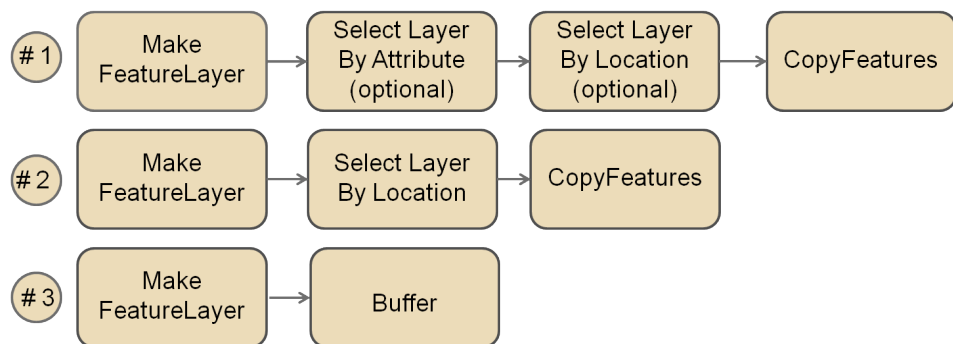 # 1
Make
FeatureLayer
Select Layer
By Attribute
(optional)
Select Layer
By Location
(optional)
CopyFeatures
#2
Make
FeatureLayer
Select Layer
By Location
CopyFeatures
# 3
Make
FeatureLayer
Buffer